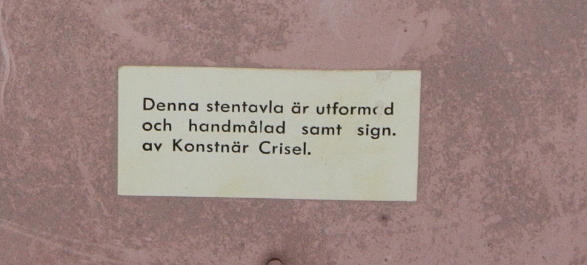 Denna stentavla är utformad
och handmålad samt sign.
av Konstnär Crisel.